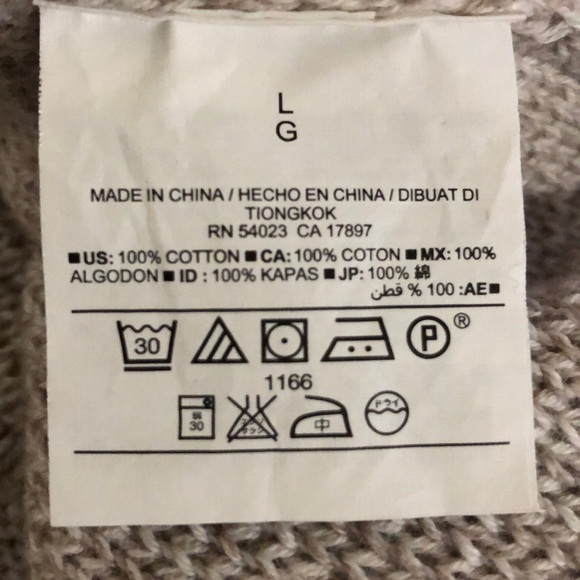 L
G
MADE IN CHINA / HECHO EN CHINA / DIBUAT DI
TIONGKOK
RN 54023 CA 17897
■US: 100% COTTON ■CA: 100% COTON ■MX: 100%
ALGODON■ ID : 100% KAPAS ■JP: 100% 綿
■AE: 100 % قطن
30 P ®
1166
30 中 ドライ